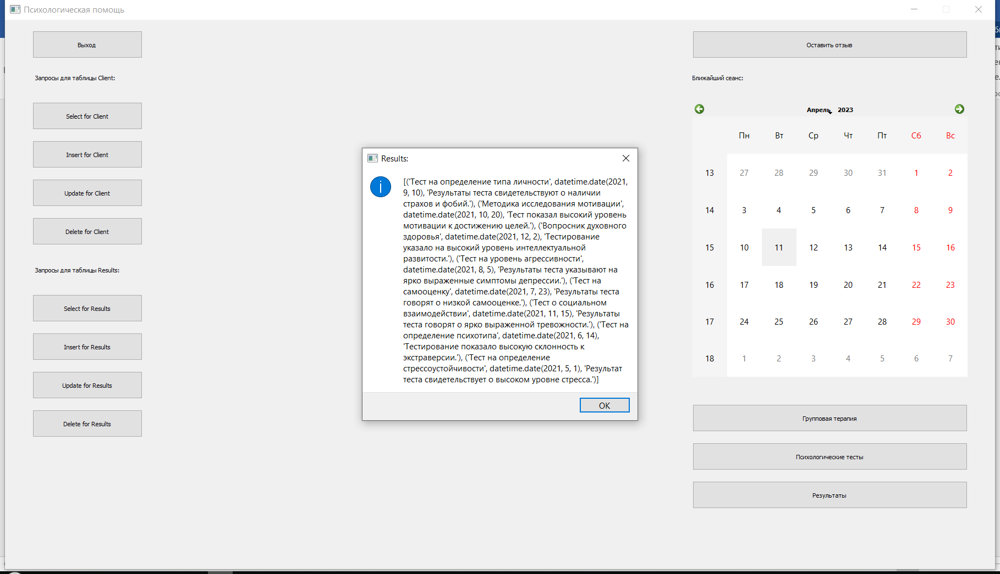 Психологическая помощь
Выход
Запросы для таблицы Client:
Select for Client
Insert for Client
Update for Client
Delete for Client
Запросы для таблицы Results:
Select for Results
Insert for Results
Update for Results
Delete for Results
Results:
[('Тест на определение типа личности', datetime.date(2021,
9, 10), 'Результаты теста свидетельствуют о наличии
страхов и фобий.'), ('Методика исследования мотивации',
datetime.date(2021, 10, 20), 'Тест показал высокий уровень
мотивации к достижению целей.'), ('Вопросник духовного
здоровья', datetime.date(2021, 12, 2), 'Тестирование
указало на высокий уровень интеллектуальной
развитости.'), ('Тест на уровень агрессивности',
datetime.date(2021, 8, 5), 'Результаты теста указывают на
ярко выраженные симптомы депрессии.'), ('Тест на
самооценку', datetime.date(2021, 7, 23), 'Результаты теста
говорят о низкой самооценке.'), ('Тест о социальном
взаимодействии', datetime.date(2021, 11, 15), 'Результаты
теста говорят о ярко выраженной тревожности.'), ('Тест на
определение психотипа', datetime.date(2021, 6, 14),
'Тестирование показало высокую склонность к
экстраверсии.'), ('Тест на определение
стрессоустойчивости', datetime.date(2021, 5, 1), 'Результат
теста свидетельствует о высоком уровне стресса.')]
OK
Оставить отзыв
Ближайший сеанс:
Апрель 2023
Пн Вт Ср Чт Пт Сб Вс
13 27 28 29 30 31 1 2
14 3 4 5 6 7 8 9
15 10 11 12 13 14 15 16
16 17 18 19 20 21 22 23
17 24 25 26 27 28 29 30
18 1 2 3 4 5 6 7
Групповая терапия
Психологические тесты
Результаты